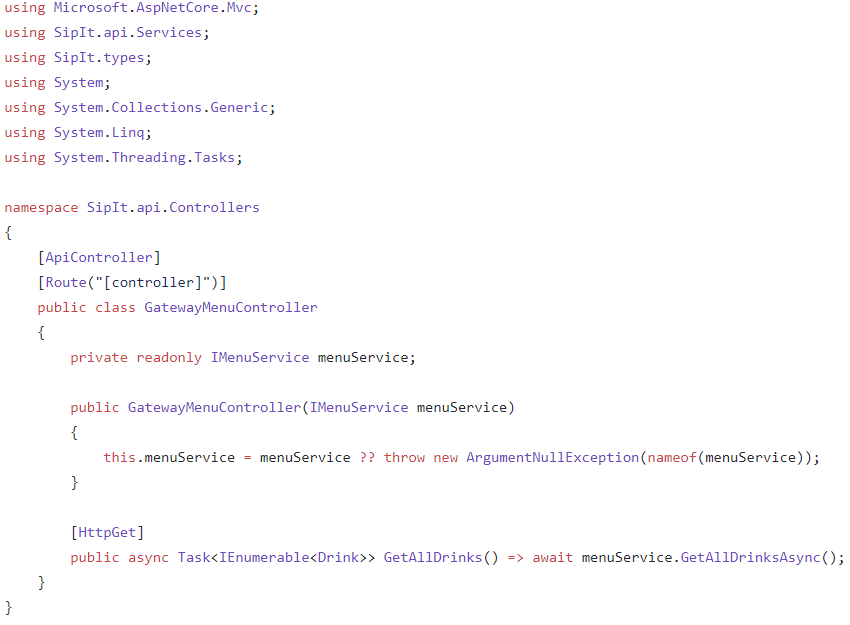 using Microsoft.AspNetCore.Mvc;
using SipIt.api.Services;
using SipIt.types;
using System;
using System.Collections.Generic;
using System.Linq;
using System.Threading.Tasks;

namespace SipIt.api.Controllers
{
    [ApiController]
    [Route("[controller]")]
    public class GatewayMenuController
    {
        private readonly IMenuService menuService;

        public GatewayMenuController(IMenuService menuService)
        {
            this.menuService = menuService ?? throw new ArgumentNullException(nameof(menuService));
        }

        [HttpGet]
        public async Task<IEnumerable<Drink>> GetAllDrinks() => await menuService.GetAllDrinksAsync();
    }
}